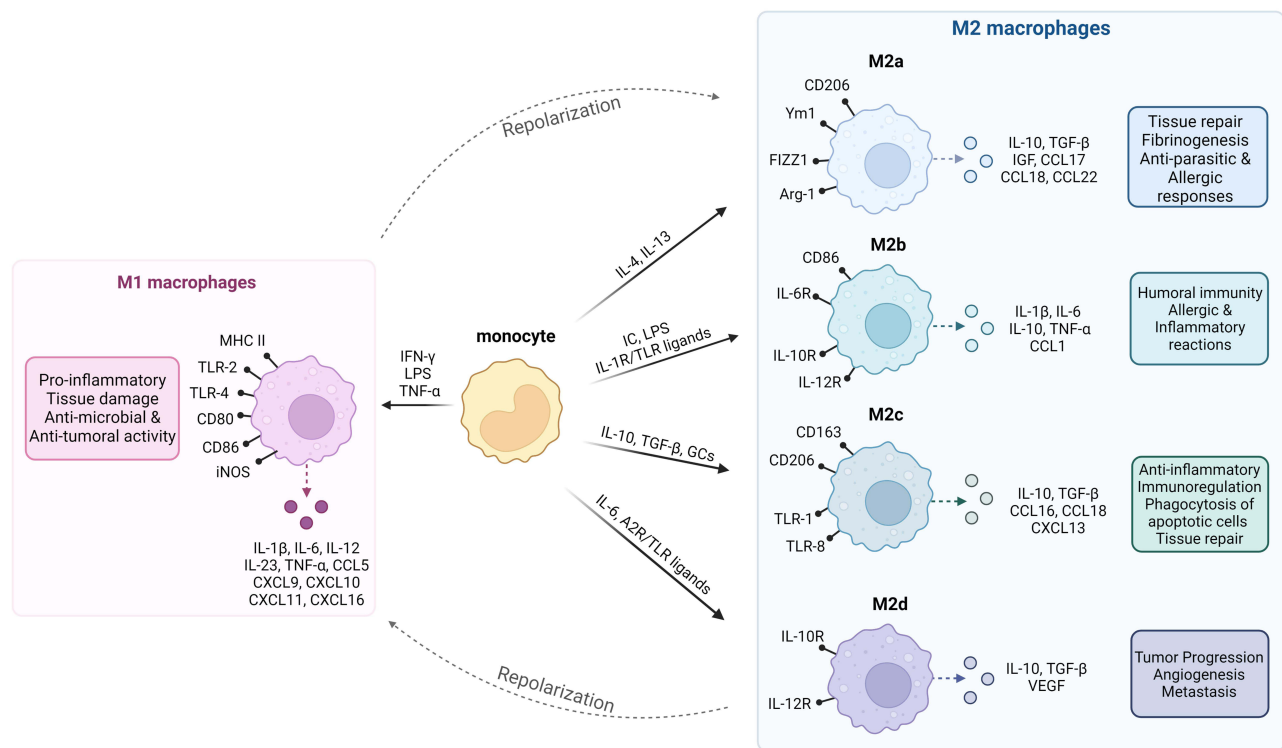 M2 macrophages
M2a
CD206
Ym1
FIZZ1
Arg-1
IL-10, TGF-β
IGF, CCL17
CCL18, CCL22
Tissue repair
Fibrinogenesis
Anti-parasitic &
Allergic
responses
Repolarization
IL-4, IL-13
M2b
CD86
IL-6R
IL-10R
IL-12R
IL-1β, IL-6
IL-10, TNF-α
CCL1
Humoral immunity
Allergic &
Inflammatory
reactions
M1 macrophages
MHC II
TLR-2
TLR-4
CD80
CD86
iNOS
Pro-inflammatory
Tissue damage
Anti-microbial &
Anti-tumoral activity
IL-1β, IL-6, IL-12
IL-23, TNF-α, CCL5
CXCL9, CXCL10
CXCL11, CXCL16
IFN-γ
LPS
TNF-α
monocyte
IC, LPS
IL-1R/TLR ligands
IL-10, TGF-β, GCs
IL-6, A2R/TLR ligands
M2c
CD163
CD206
TLR-1
TLR-8
IL-10, TGF-β
CCL16, CCL18
CXCL13
Anti-inflammatory
Immunoregulation
Phagocytosis of
apoptotic cells
Tissue repair
M2d
IL-10R
IL-12R
IL-10, TGF-β
VEGF
Tumor Progression
Angiogenesis
Metastasis
Repolarization